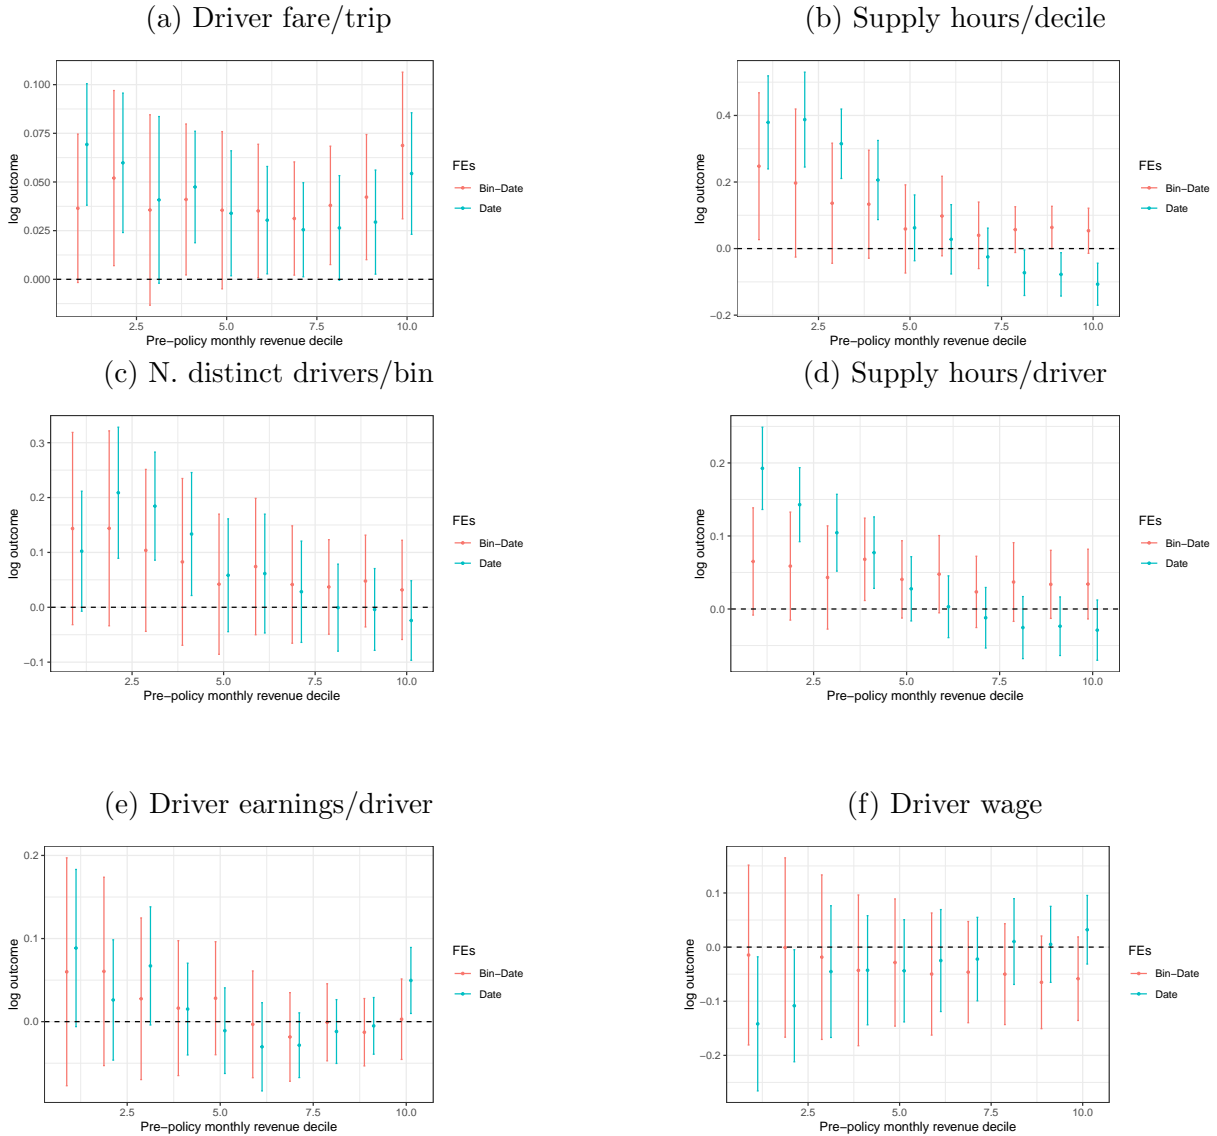 (a) Driver fare/trip
0.100
0.075
0.050
0.025
0.000
log outcome
2.5 5.0 7.5 10.0
Pre−policy monthly revenue decile
FEs
Bin−Date
Date
(b) Supply hours/decile
0.4
0.2
0.0
−0.2
log outcome
2.5 5.0 7.5 10.0
Pre−policy monthly revenue decile
FEs
Bin−Date
Date
(c) N. distinct drivers/bin
0.3
0.2
0.1
0.0
−0.1
log outcome
2.5 5.0 7.5 10.0
Pre−policy monthly revenue decile
FEs
Bin−Date
Date
(d) Supply hours/driver
0.2
0.1
0.0
log outcome
2.5 5.0 7.5 10.0
Pre−policy monthly revenue decile
FEs
Bin−Date
Date
(e) Driver earnings/driver
0.2
0.1
0.0
log outcome
2.5 5.0 7.5 10.0
Pre−policy monthly revenue decile
FEs
Bin−Date
Date
(f) Driver wage
0.1
0.0
−0.1
−0.2
log outcome
2.5 5.0 7.5 10.0
Pre−policy monthly revenue decile
FEs
Bin−Date
Date